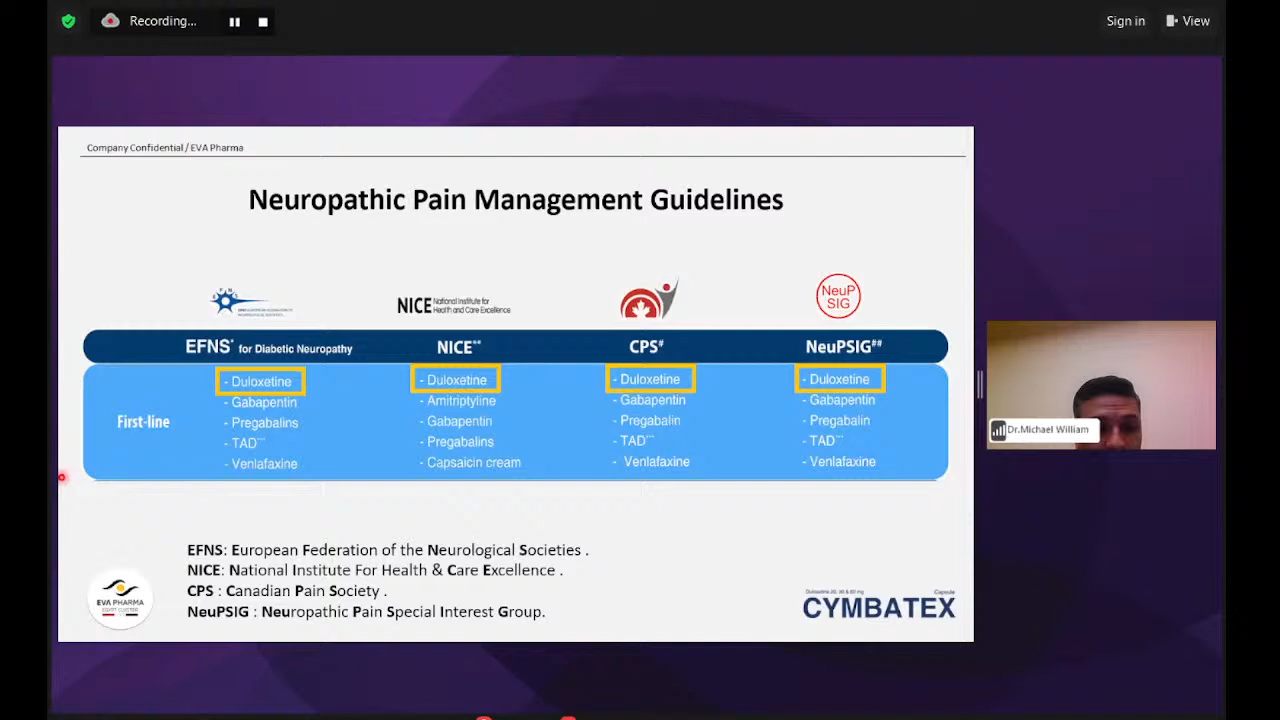 Recording...
Sign in
View
Company Confidential / EVA Pharma
Neuropathic Pain Management Guidelines
EFNS
NICE National Institute for
Health and Care Excellence
NeuP
SIG
EFNS* for Diabetic Neuropathy
NICE**
CPS#
NeuPSIG##
First-line
- Duloxetine
- Gabapentin
- Pregabalins
- TAD***
- Venlafaxine
- Duloxetine
- Amitriptyline
- Gabapentin
- Pregabalins
- Capsaicin cream
- Duloxetine
- Gabapentin
- Pregabalin
- TAD***
- Venlafaxine
- Duloxetine
- Gabapentin
- Pregabalin
- TAD***
- Venlafaxine
Dr.Michael William
EFNS: European Federation of the Neurological Societies .
NICE: National Institute For Health & Care Excellence .
CPS : Canadian Pain Society .
NeuPSIG : Neuropathic Pain Special Interest Group.
EVA PHARMA
EGYPT CLUSTER
Capsule
CYMBATEX